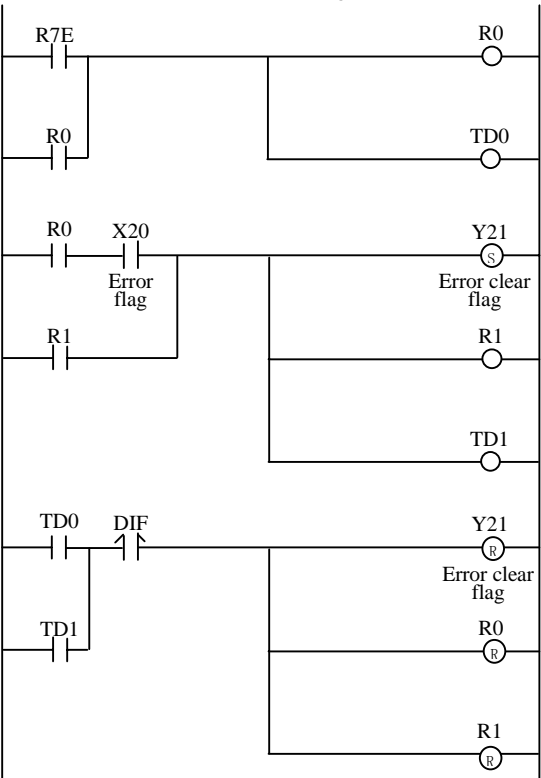 R7E
R0
R0
TD0
R0
X20
Y21
S
Error
flag
Error clear
flag
R1
R1
TD1
TD0
DIF
Y21
R
Error clear
flag
TD1
R0
R
R1
R